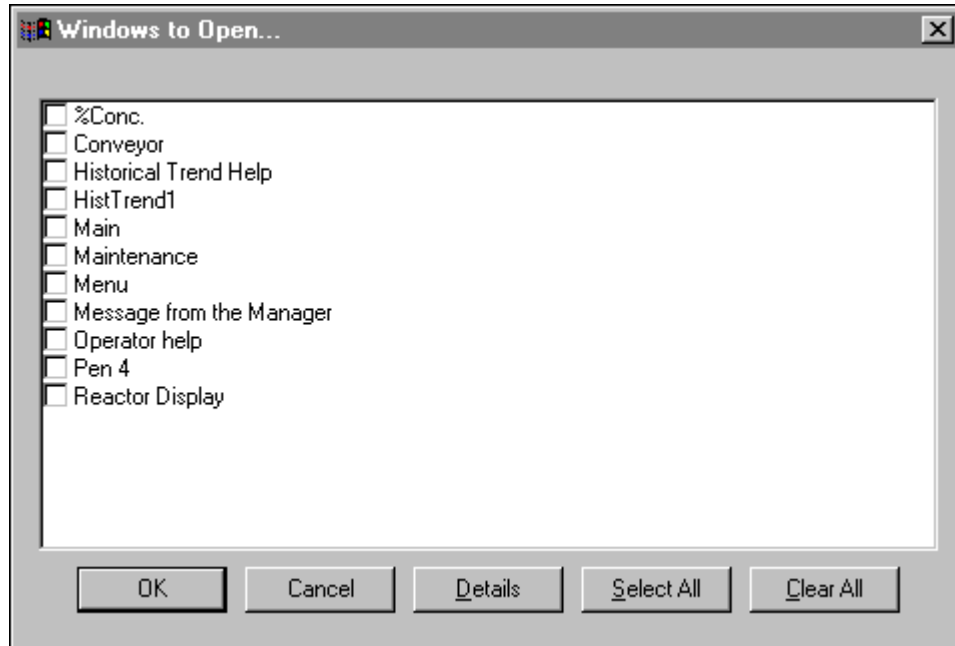 Windows to Open...
%Conc.
Conveyor
Historical Trend Help
HistTrend1
Main
Maintenance
Menu
Message from the Manager
Operator help
Pen 4
Reactor Display
OK Cancel Details Select All Clear All